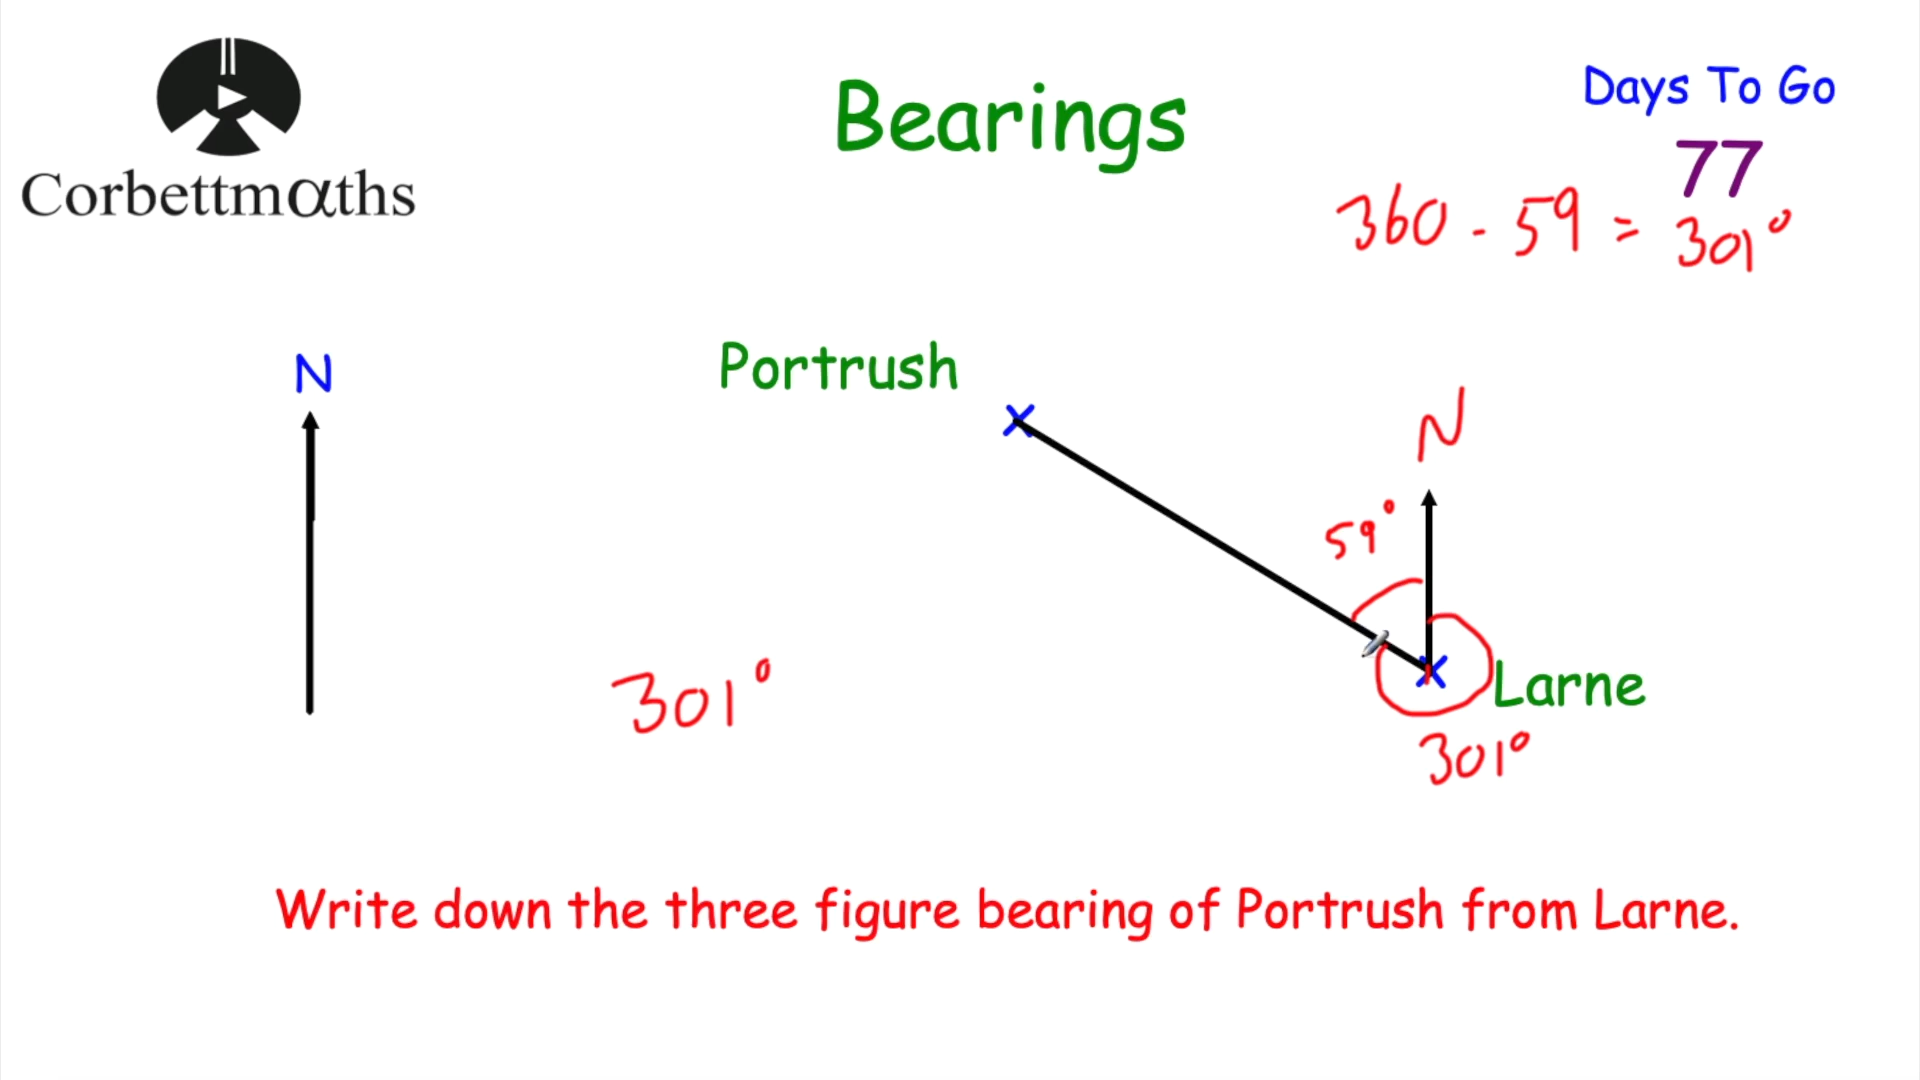 Corbettmαths
Bearings
Days To Go
77
360 - 59 = 301°
N
Portrush
N
59°
301°
Larne
301°
Write down the three figure bearing of Portrush from Larne.